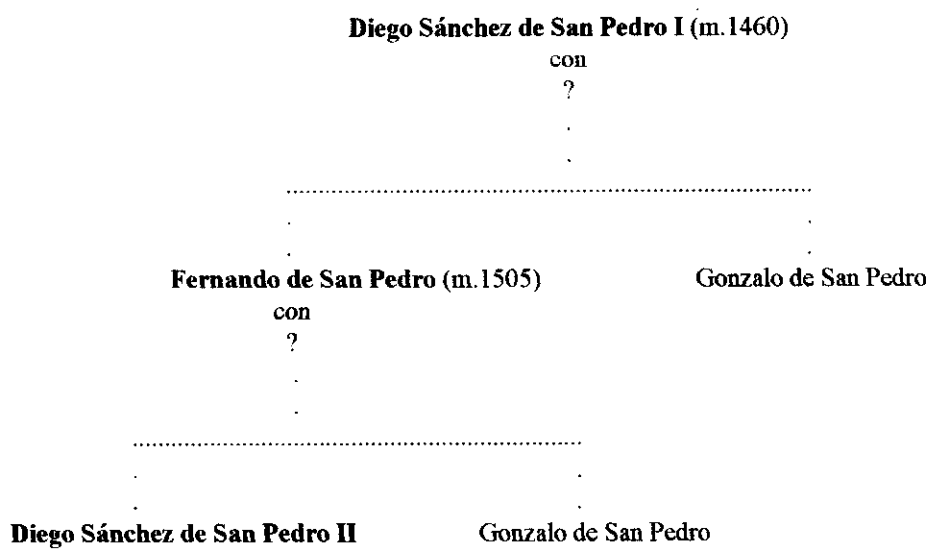 Diego Sánchez de San Pedro I (m.1460)
con
?
Fernando de San Pedro (m.1505)
Gonzalo de San Pedro
con
?
Diego Sánchez de San Pedro II
Gonzalo de San Pedro